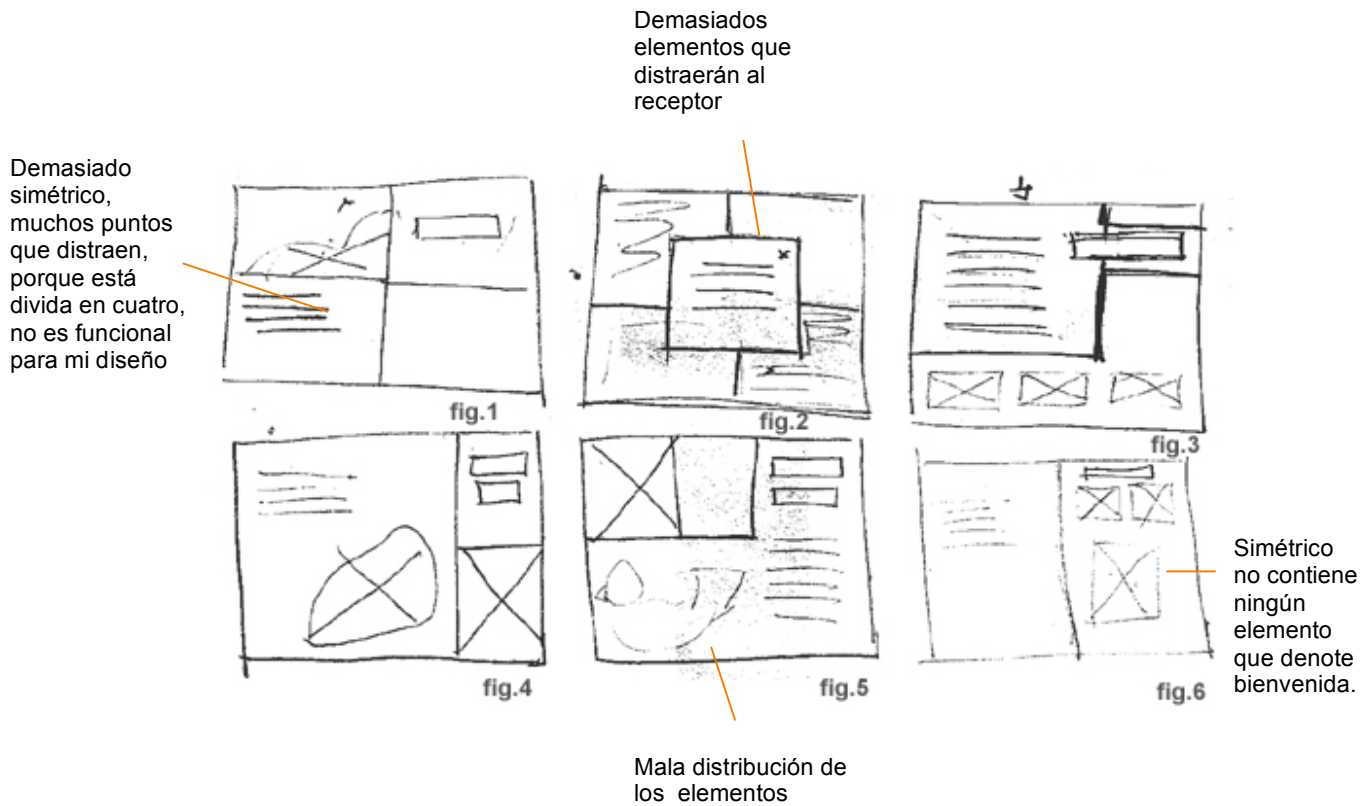 Demasiados
elementos que
distraerán al
receptor
Demasiado
simétrico,
muchos puntos
que distraen,
porque está
divida en cuatro,
no es funcional
para mi diseño
fig.1
fig.2
fig.3
fig.4
fig.5
fig.6
Simétrico
no contiene
ningún
elemento
que denote
bienvenida.
Mala distribución de
los elementos